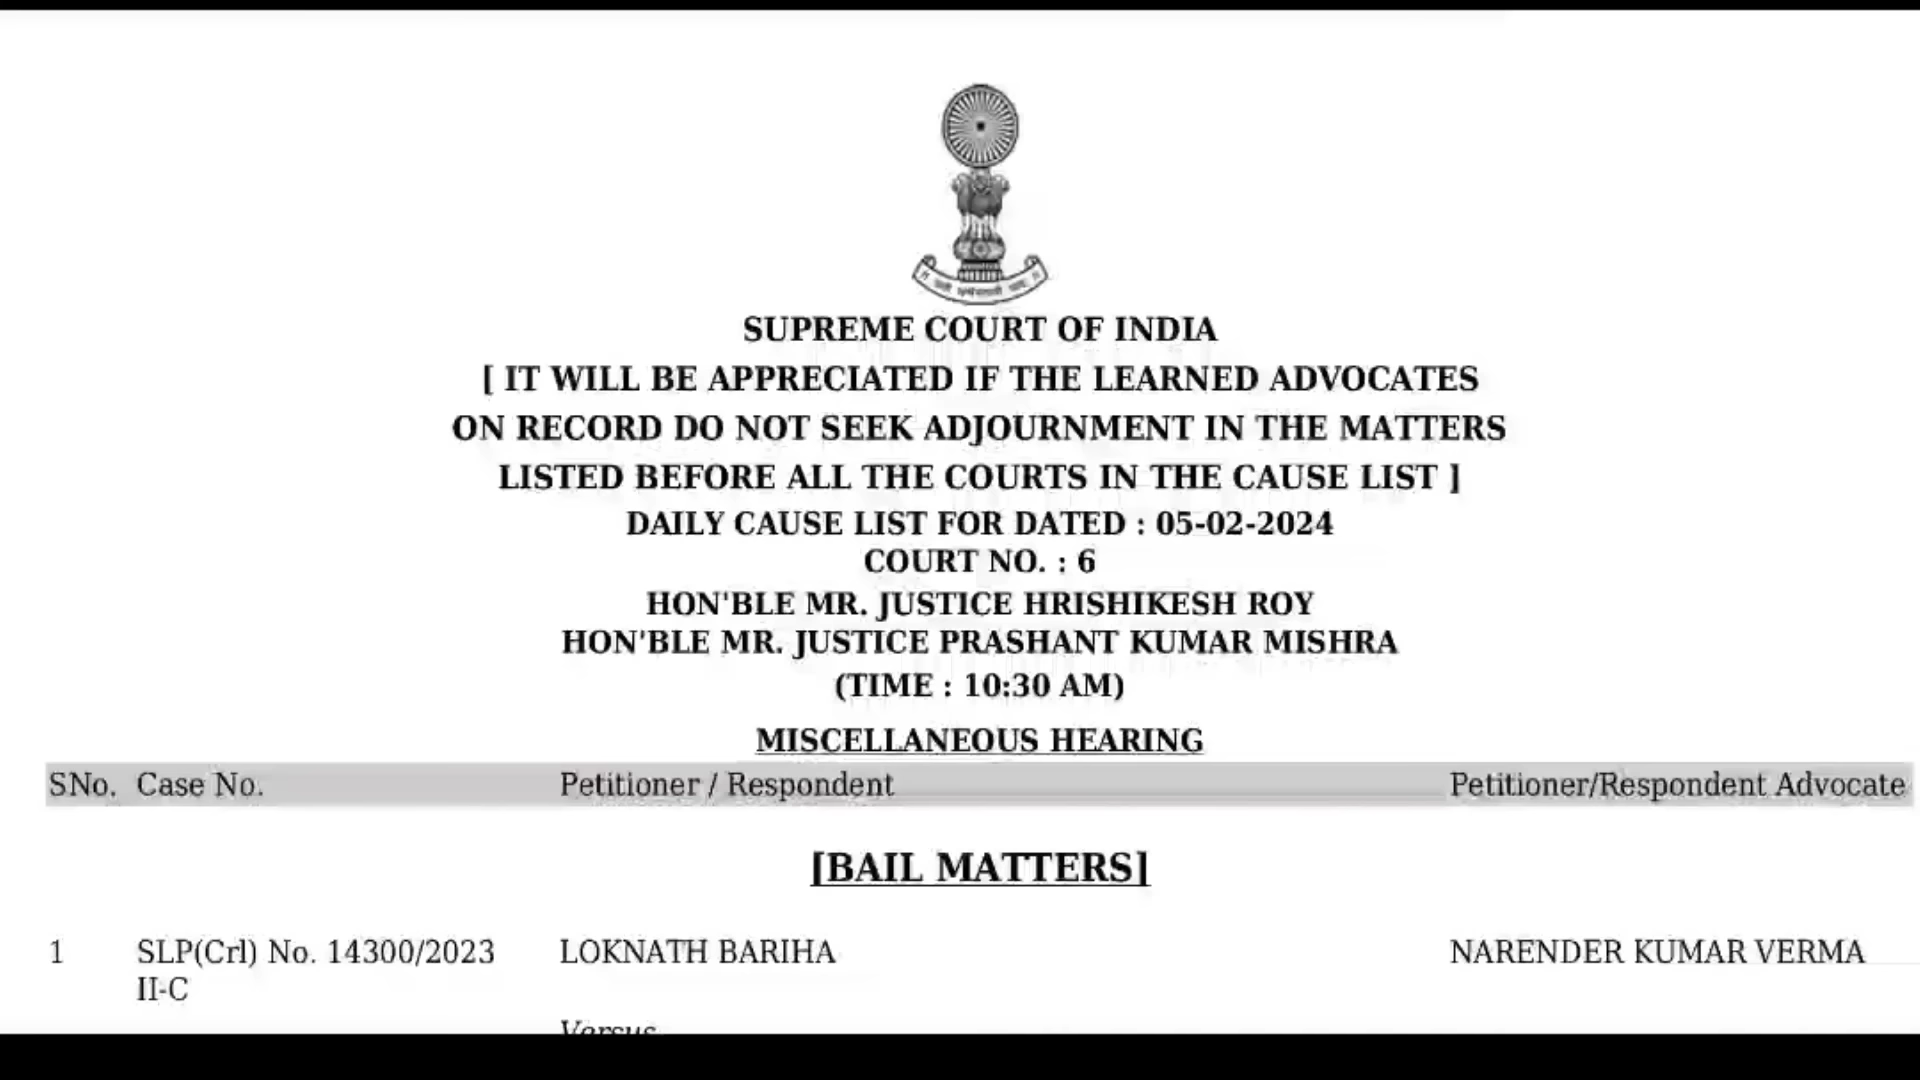 SUPREME COURT OF INDIA
[ IT WILL BE APPRECIATED IF THE LEARNED ADVOCATES
ON RECORD DO NOT SEEK ADJOURNMENT IN THE MATTERS
LISTED BEFORE ALL THE COURTS IN THE CAUSE LIST ]
DAILY CAUSE LIST FOR DATED : 05-02-2024
COURT NO. : 6
HON'BLE MR. JUSTICE HRISHIKESH ROY
HON'BLE MR. JUSTICE PRASHANT KUMAR MISHRA
(TIME : 10:30 AM)
MISCELLANEOUS HEARING
SNo. Case No. Petitioner / Respondent Petitioner/Respondent Advocate
[BAIL MATTERS]
1 SLP(Crl) No. 14300/2023 LOKNATH BARIHA NARENDER KUMAR VERMA
II-C
Versus